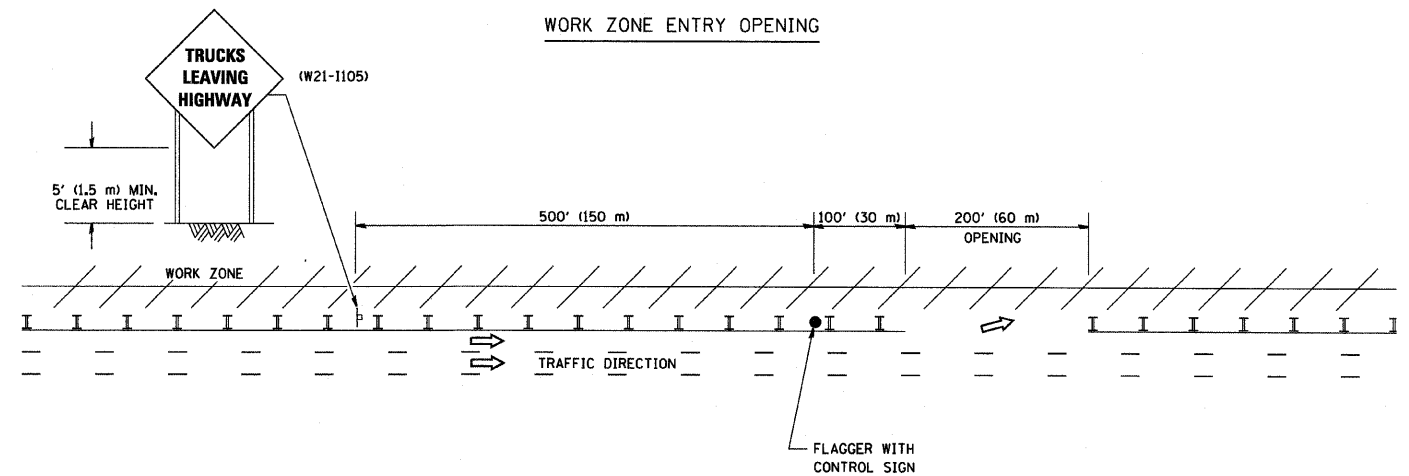 WORK ZONE ENTRY OPENING
TRUCKS
LEAVING
HIGHWAY
(W21-I105)
5' (1.5 m) MIN.
CLEAR HEIGHT
500' (150 m)
100' (30 m)
200' (60 m)
OPENING
WORK ZONE
TRAFFIC DIRECTION
FLAGGER WITH
CONTROL SIGN